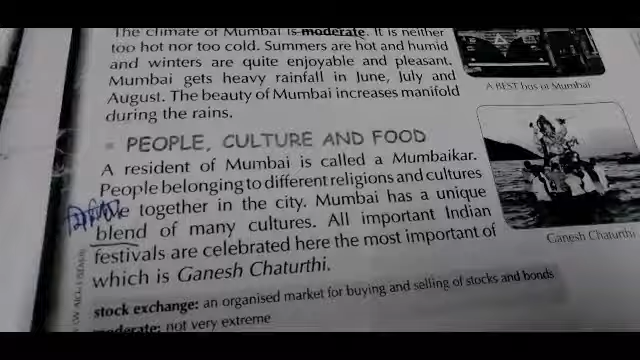 The climate of Mumbai is moderate. It is neither
too hot nor too cold. Summers are hot and humid
and winters are quite enjoyable and pleasant.
Mumbai gets heavy rainfall in June, July and
August. The beauty of Mumbai increases manifold
during the rains.
A BEST bus of Mumbai
PEOPLE, CULTURE AND FOOD
A resident of Mumbai is called a Mumbaikar.
People belonging to different religions and cultures
together in the city. Mumbai has a unique
blend of many cultures. All important Indian
festivals are celebrated here the most important of
which is Ganesh Chaturthi.
Ganesh Chaturthi
stock exchange: an organised market for buying and selling of stocks and bonds
moderate: not very extreme